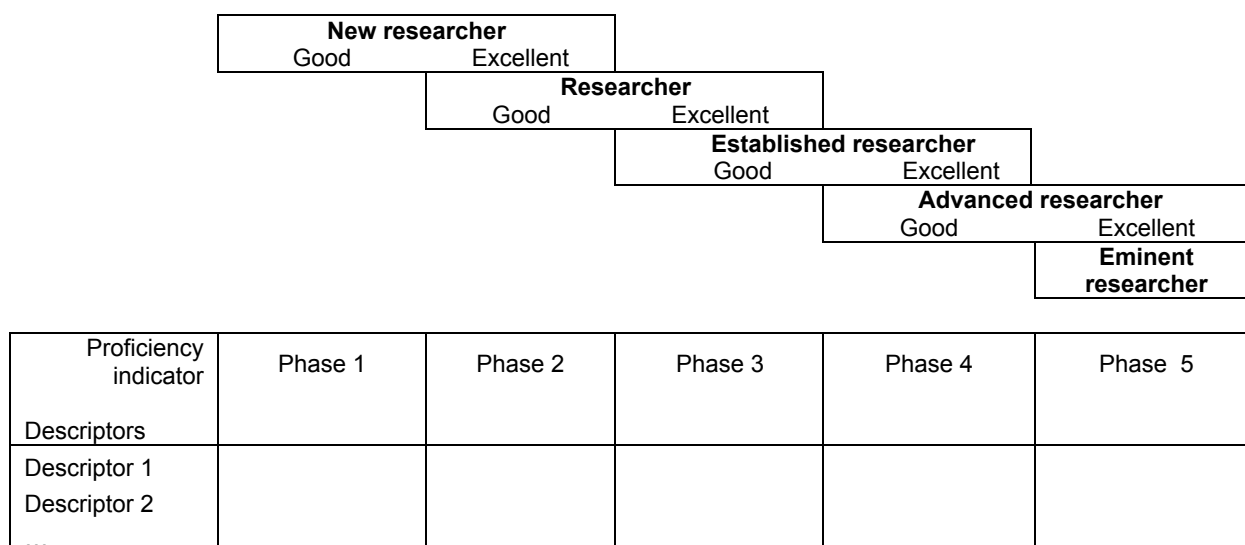 New researcher
Good Excellent
Researcher
Good Excellent
Established researcher
Good Excellent
Advanced researcher
Good Excellent
Eminent
researcher
Proficiency
indicator
Phase 1 Phase 2 Phase 3 Phase 4 Phase 5
Descriptors
Descriptor 1
Descriptor 2
...